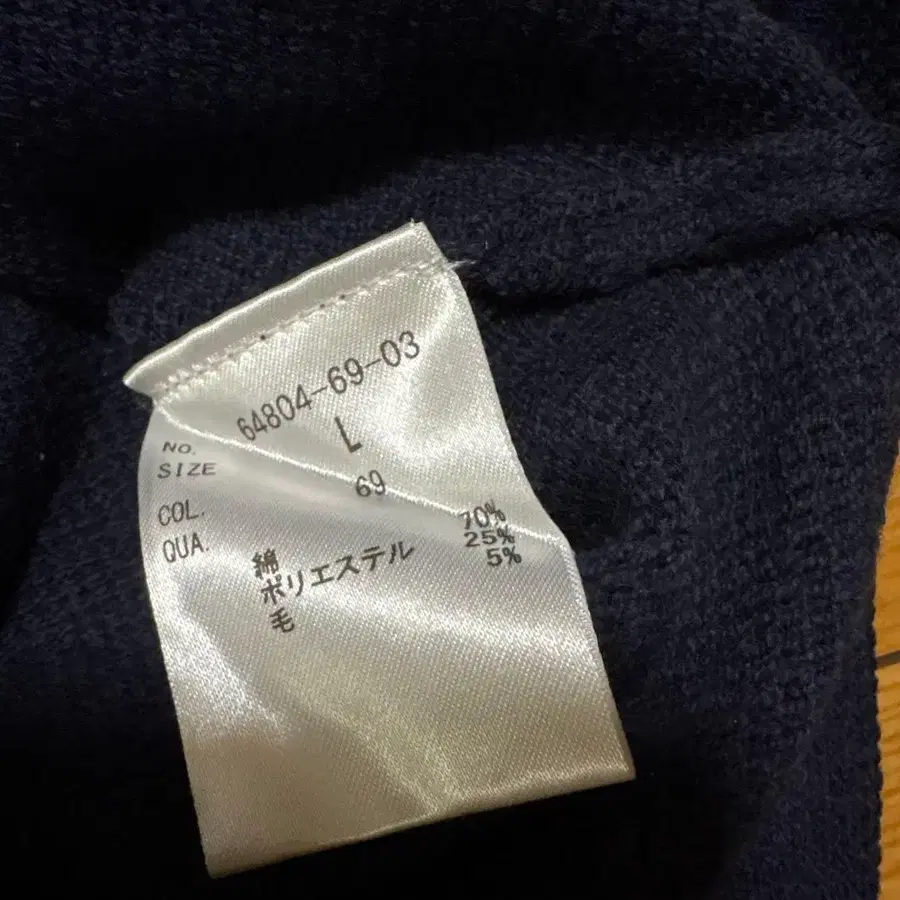 NO. 64804-69-03
SIZE L
COL. 69
QUA. 綿 70%
ポリエステル 25%
毛 5%